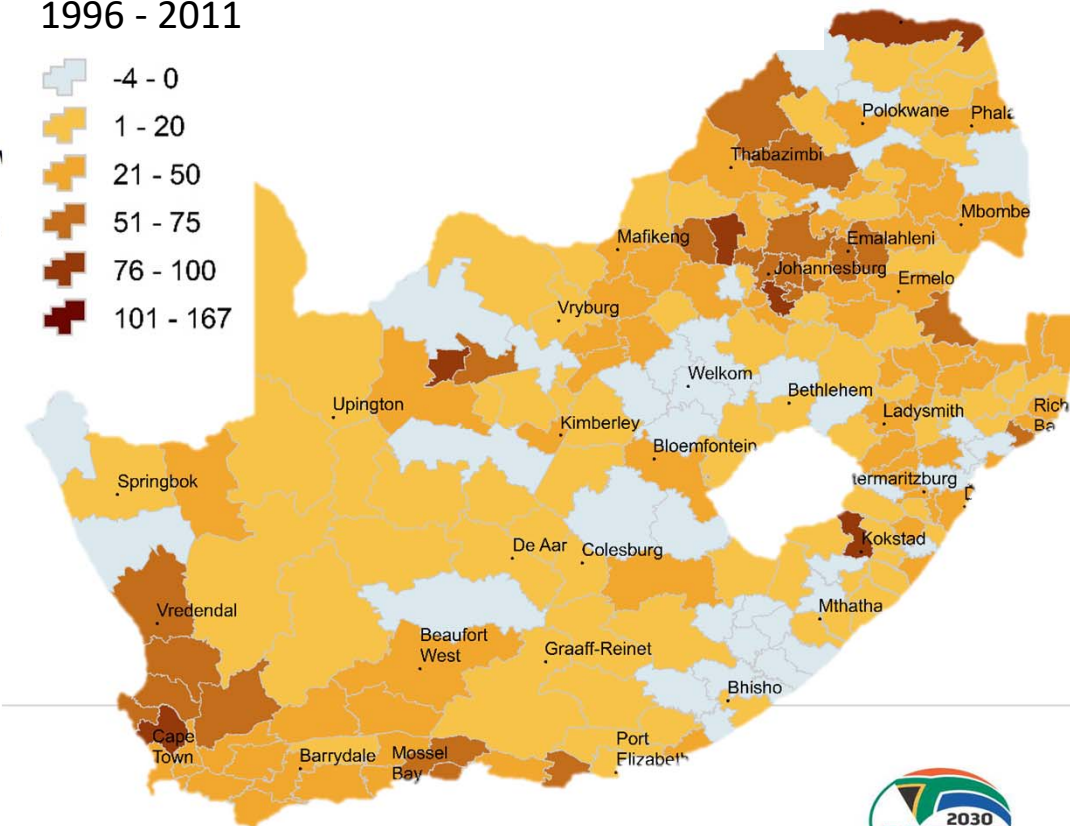 1996 - 2011
-4 - 0
1 - 20
21 - 50
51 - 75
76 - 100
101 - 167
Polokwane
Thabazimbi
Mafikeng
Emalahleni
Johannesburg
Ermelo
Vryburg
Welkom
Bethlehem
Upington
Kimberley
Ladysmith
Bloemfontein
Springbok
De Aar
Colesburg
Kokstad
Vredendal
Mthatha
Beaufort
West
Graaff-Reinet
Bhisho
Cape
Town
Barrydale
Mossel
Bay
Port
Elizabeth
2030